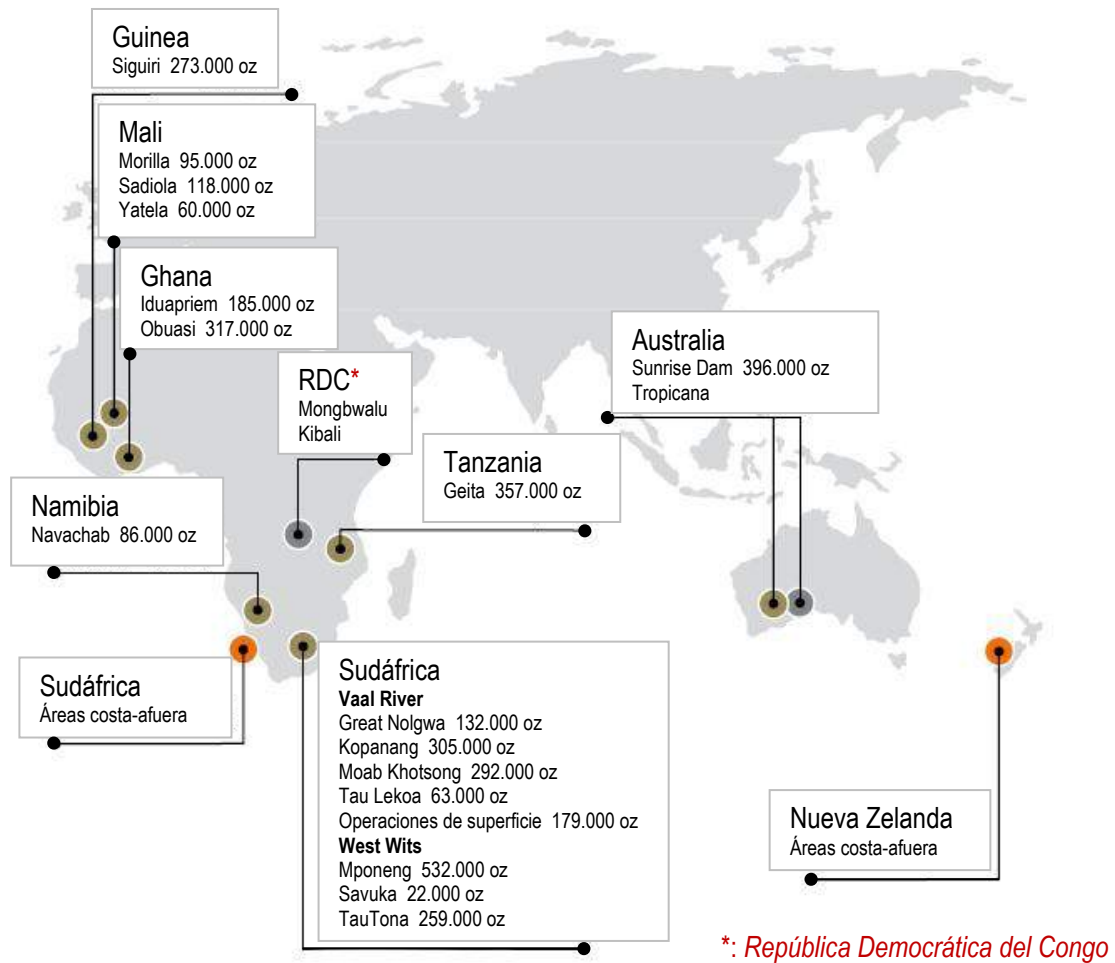 Guinea
Siguiri 273.000 oz
Mali
Morilla 95.000 oz
Sadiola 118.000 oz
Yatela 60.000 oz
Ghana
Iduapriem 185.000 oz
Obuasi 317.000 oz
RDC*
Mongbwalu
Kibali
Australia
Sunrise Dam 396.000 oz
Tropicana
Tanzania
Geita 357.000 oz
Namibia
Navachab 86.000 oz
Sudáfrica
Áreas costa-afuera
Sudáfrica
Vaal River
Great Nolgwa 132.000 oz
Kopanang 305.000 oz
Moab Khotsong 292.000 oz
Tau Lekoa 63.000 oz
Operaciones de superficie 179.000 oz
West Wits
Mponeng 532.000 oz
Savuka 22.000 oz
TauTona 259.000 oz
Nueva Zelanda
Áreas costa-afuera
*: República Democrática del Congo